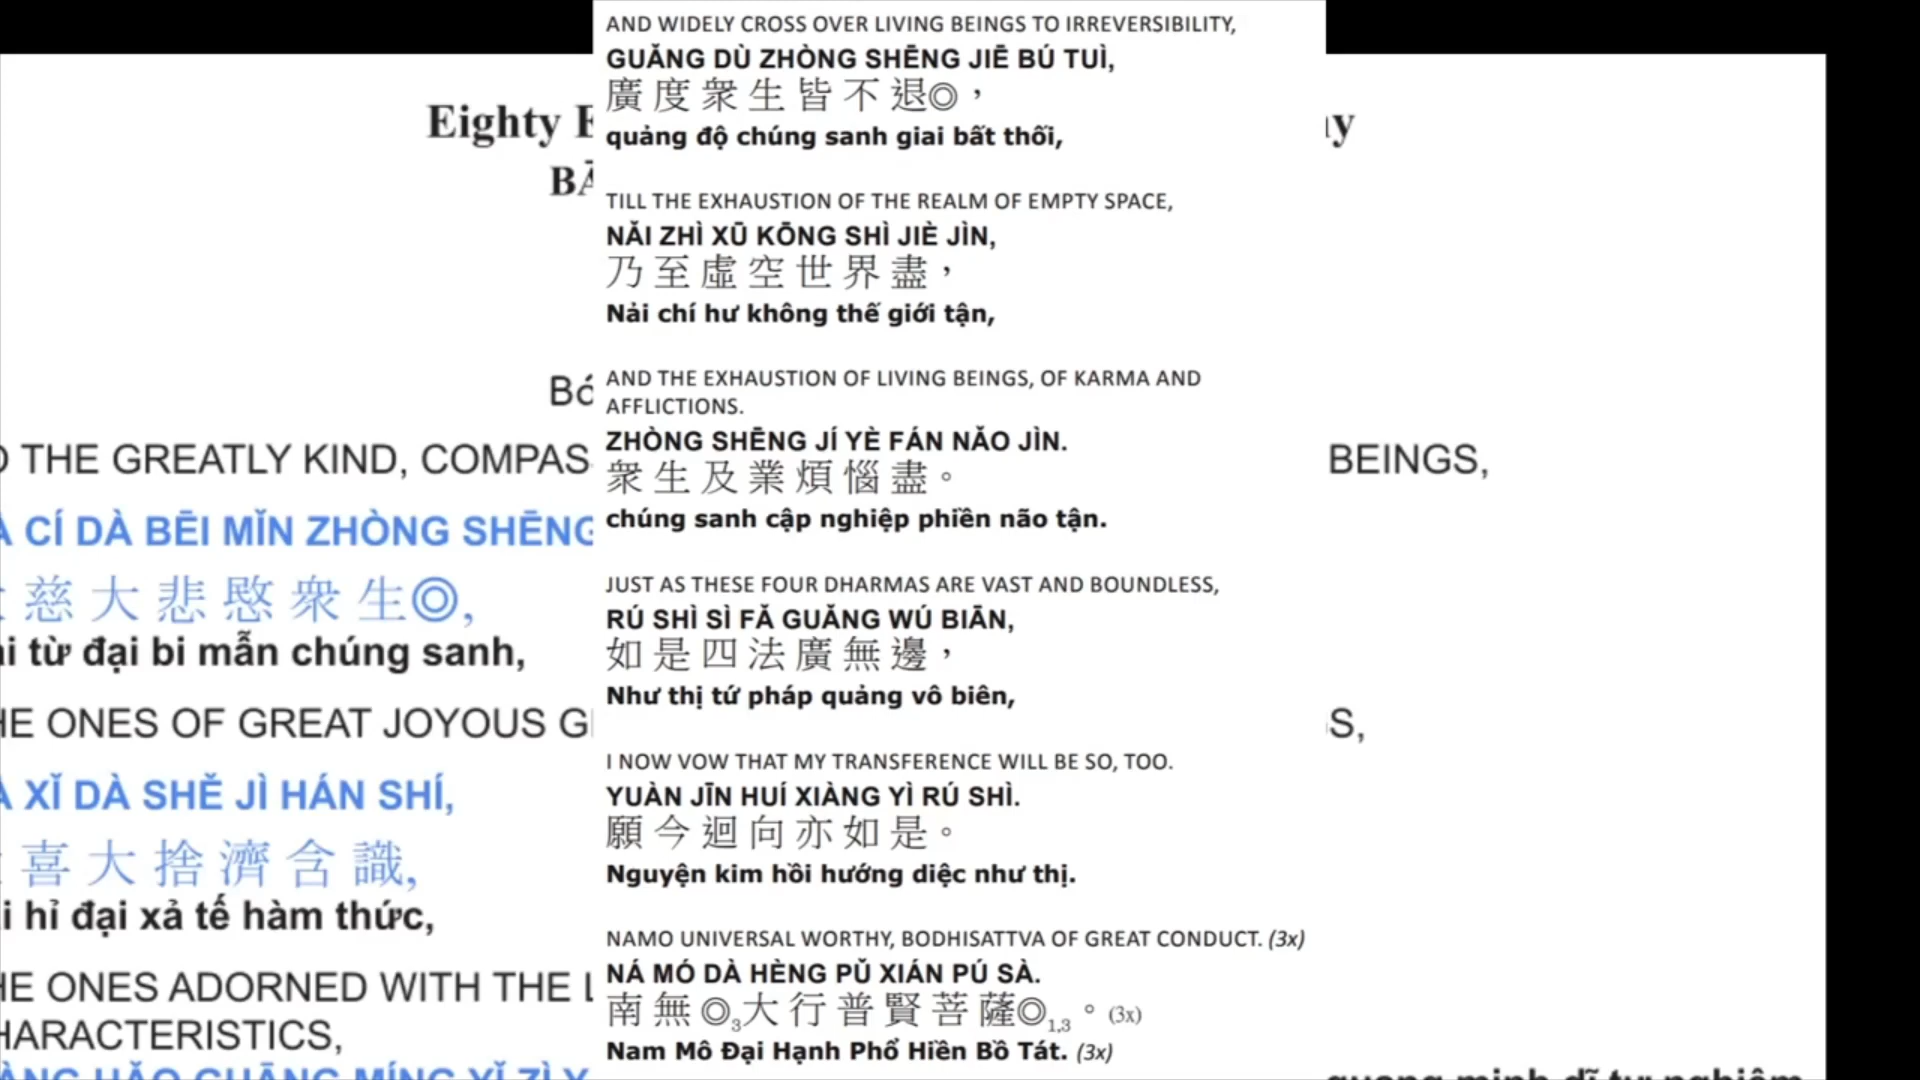 AND WIDELY CROSS OVER LIVING BEINGS TO IRREVERSIBILITY,
GUǍNG DÙ ZHÒNG SHĒNG JIĒ BÚ TUÌ,
廣 度 眾 生 皆 不 退◎，
quảng độ chúng sanh giai bất thối,
TILL THE EXHAUSTION OF THE REALM OF EMPTY SPACE,
NǍI ZHÌ XŪ KŌNG SHÌ JIÈ JÌN,
乃 至 虛 空 世 界 盡，
Nải chí hư không thế giới tận,
AND THE EXHAUSTION OF LIVING BEINGS, OF KARMA AND
AFFLICTIONS.
ZHÒNG SHĒNG JÍ YÈ FÁN NǍO JÌN.
眾 生 及 業 煩 惱 盡。
chúng sanh cập nghiệp phiền não tận.
JUST AS THESE FOUR DHARMAS ARE VAST AND BOUNDLESS,
RÚ SHÌ SÌ FǍ GUǍNG WÚ BIĀN,
如 是 四 法 廣 無 邊，
Như thị tứ pháp quảng vô biên,
I NOW VOW THAT MY TRANSFERENCE WILL BE SO, TOO.
YUÀN JĪN HUÍ XIÀNG YÌ RÚ SHÌ.
願 今 迴 向 亦 如 是。
Nguyện kim hồi hướng diệc như thị.
NAMO UNIVERSAL WORTHY, BODHISATTVA OF GREAT CONDUCT. (3x)
NÁ MÓ DÀ HÈNG PǓ XIÁN PÚ SÀ.
南 無 ◎3大 行 普 賢 菩 薩◎1,3。(3x)
Nam Mô Đại Hạnh Phổ Hiền Bồ Tát. (3x)
Eighty
THE GREATLY KIND, BEINGS,
CÍ DÀ BĒI MǏN ZHÒNG SHĒNG
慈 大 悲 愍 眾 生◎,
từ đại bi mẫn chúng sanh,
ONES OF GREAT JOYOUS
XǏ DÀ SHĚ JÌ HÁN SHÍ,
喜 大 捨 濟 含 識,
hỉ đại xả tế hàm thức,
ONES ADORNED WITH THE